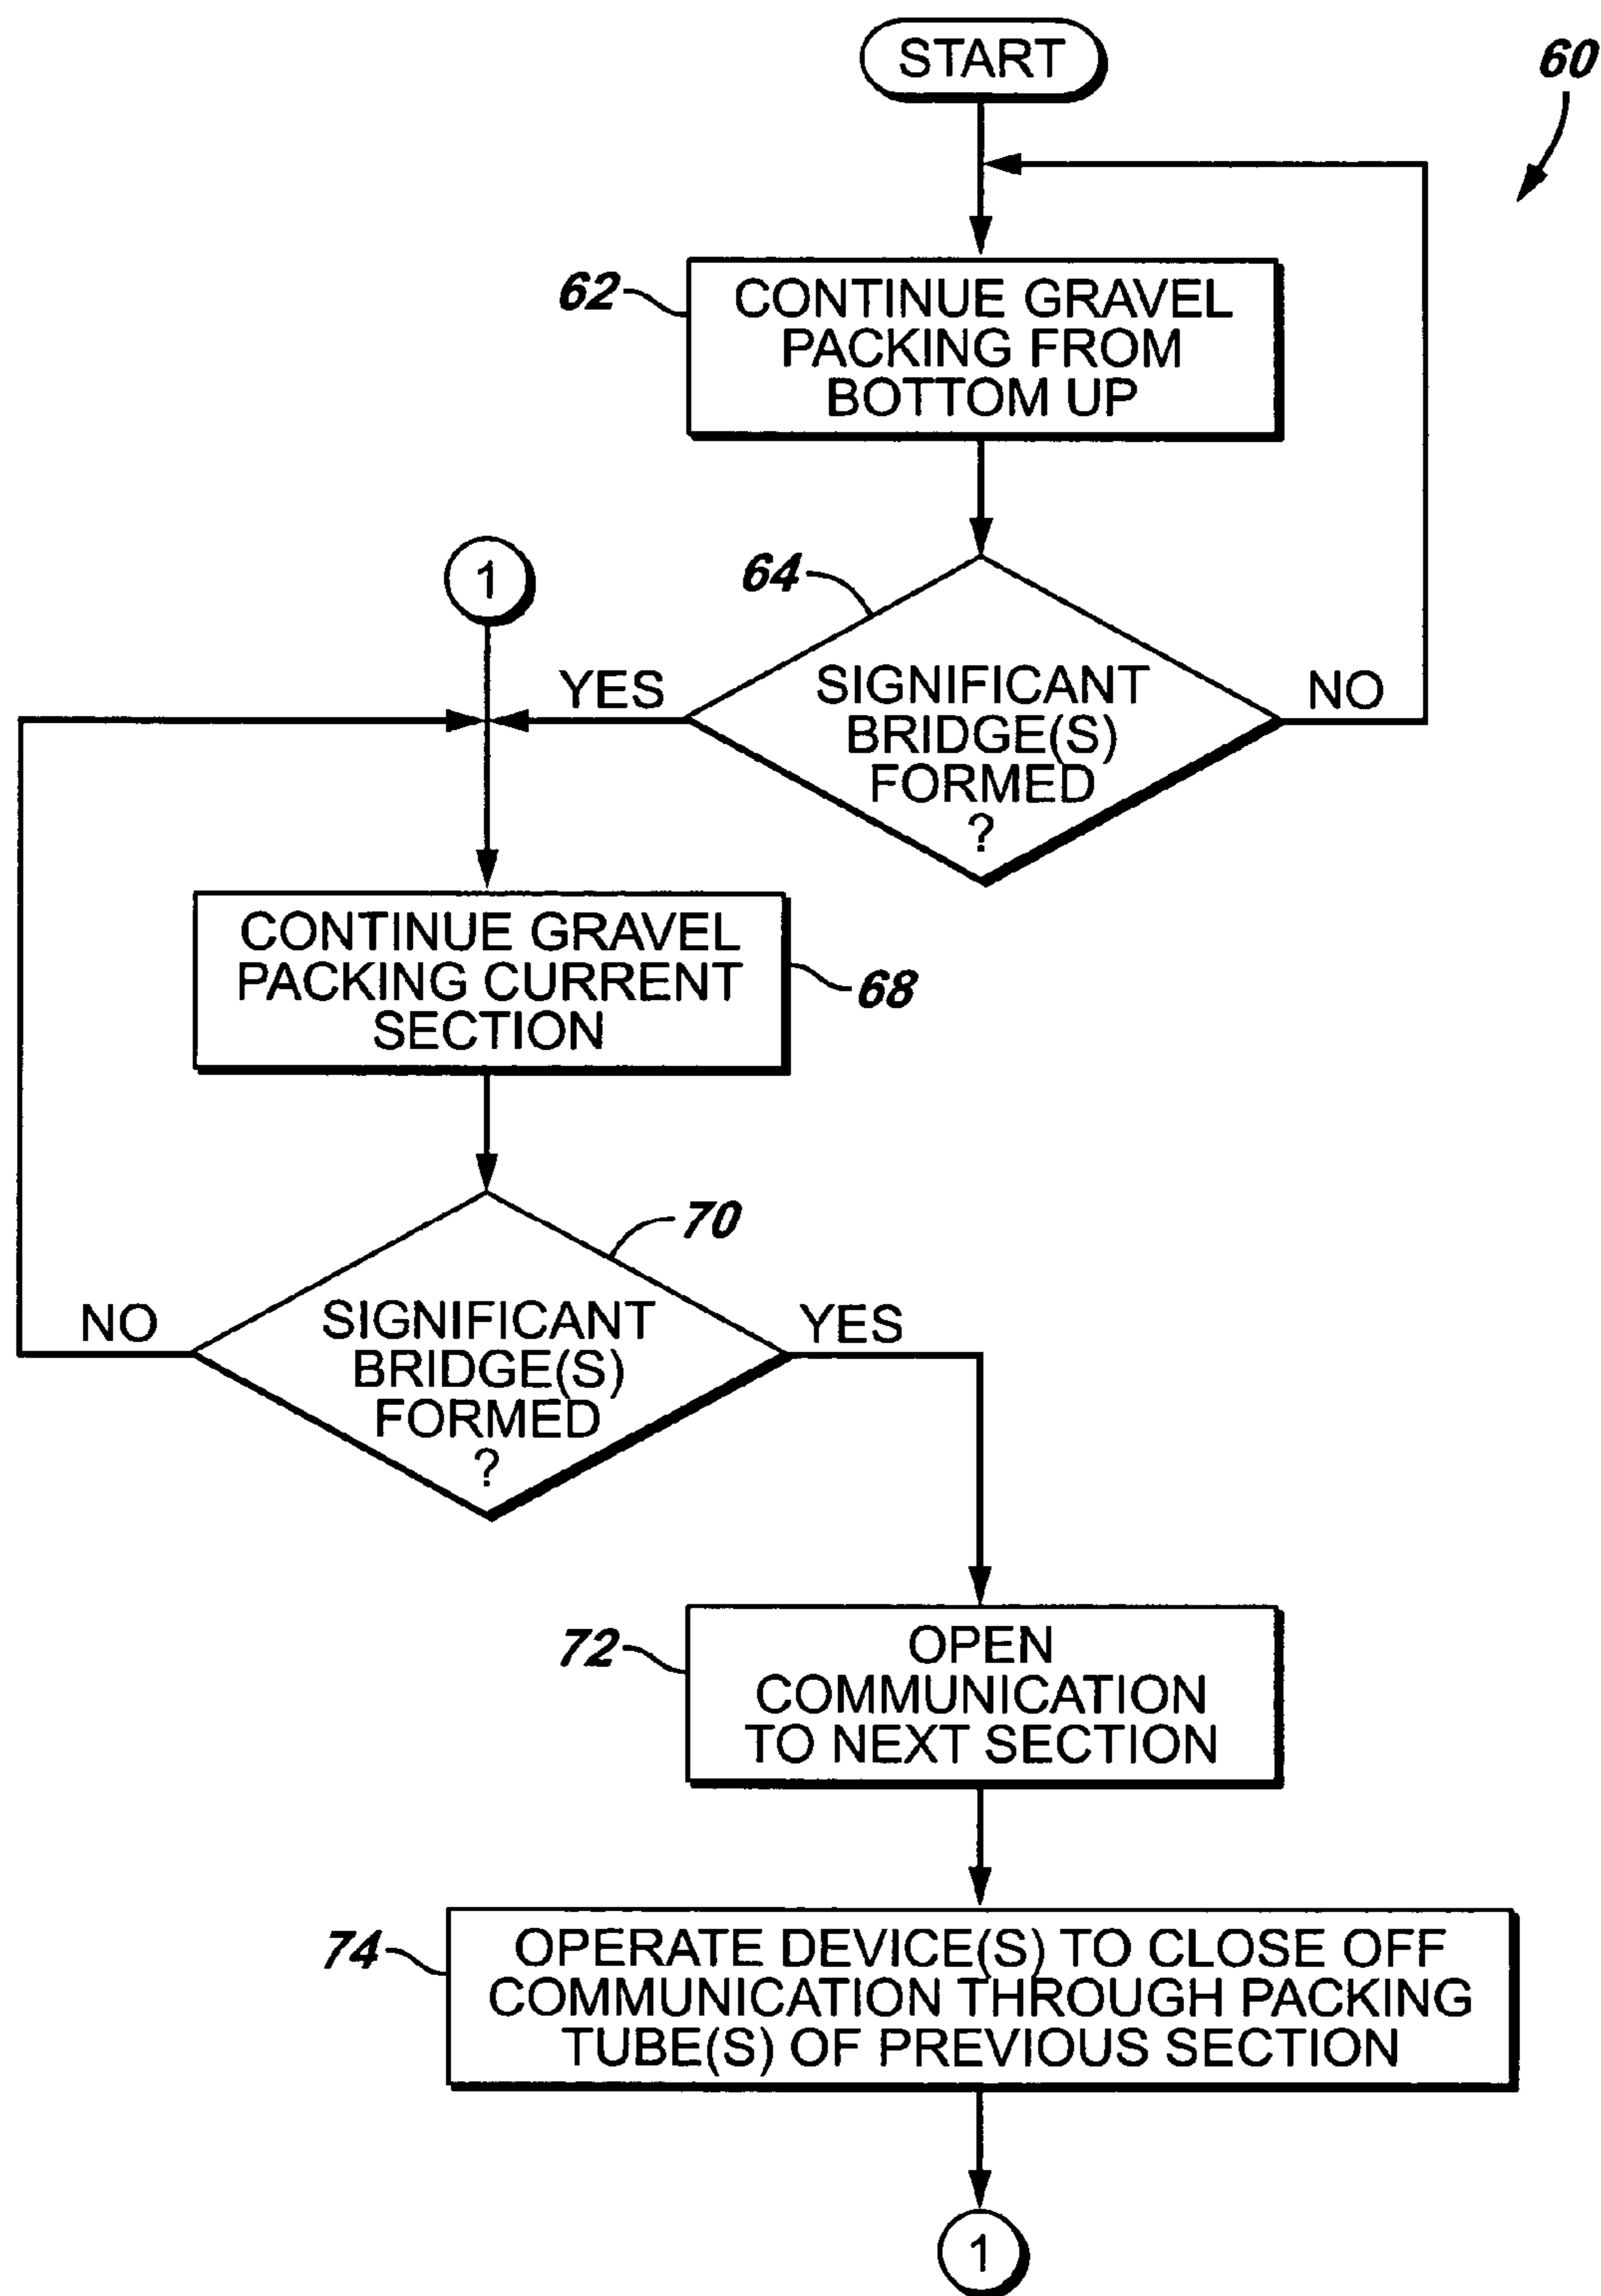 START
60
62
CONTINUE GRAVEL
PACKING FROM
BOTTOM UP
1
64
YES
SIGNIFICANT
BRIDGE(S)
FORMED
?
NO
CONTINUE GRAVEL
PACKING CURRENT
SECTION
68
70
NO
SIGNIFICANT
BRIDGE(S)
FORMED
?
YES
72
OPEN
COMMUNICATION
TO NEXT SECTION
74
OPERATE DEVICE(S) TO CLOSE OFF
COMMUNICATION THROUGH PACKING
TUBE(S) OF PREVIOUS SECTION
1